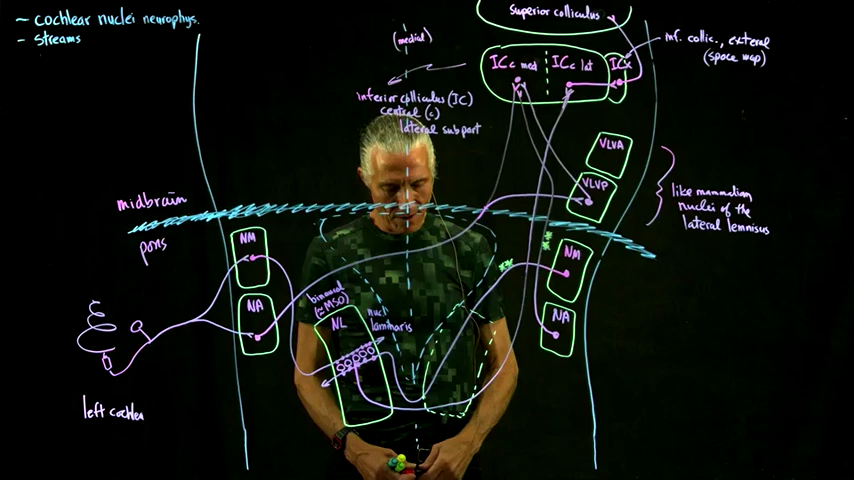 ~ cochlear nuclei neurophys.
- streams
superior colliculus
(medial)
ICc med
ICc lat
ICx
inf. collic., exteral
(space map)
inferior colliculus (IC)
central (c)
lateral subpart
VLVA
VLVP
like mammalian
nuclei of the
lateral lemniscus
midbrain
pons
NM
NA
NM
NA
binaural
(≈MSO)
NL
nucl
laminaris
left cochlea